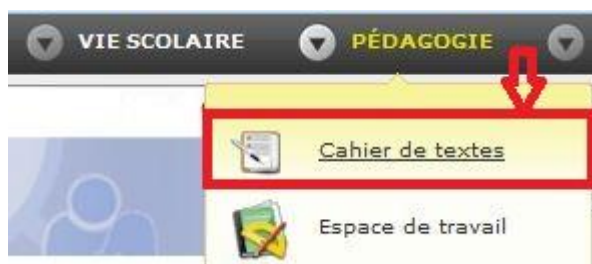 VIE SCOLAIRE PÉDAGOGIE
Cahier de textes
Espace de travail